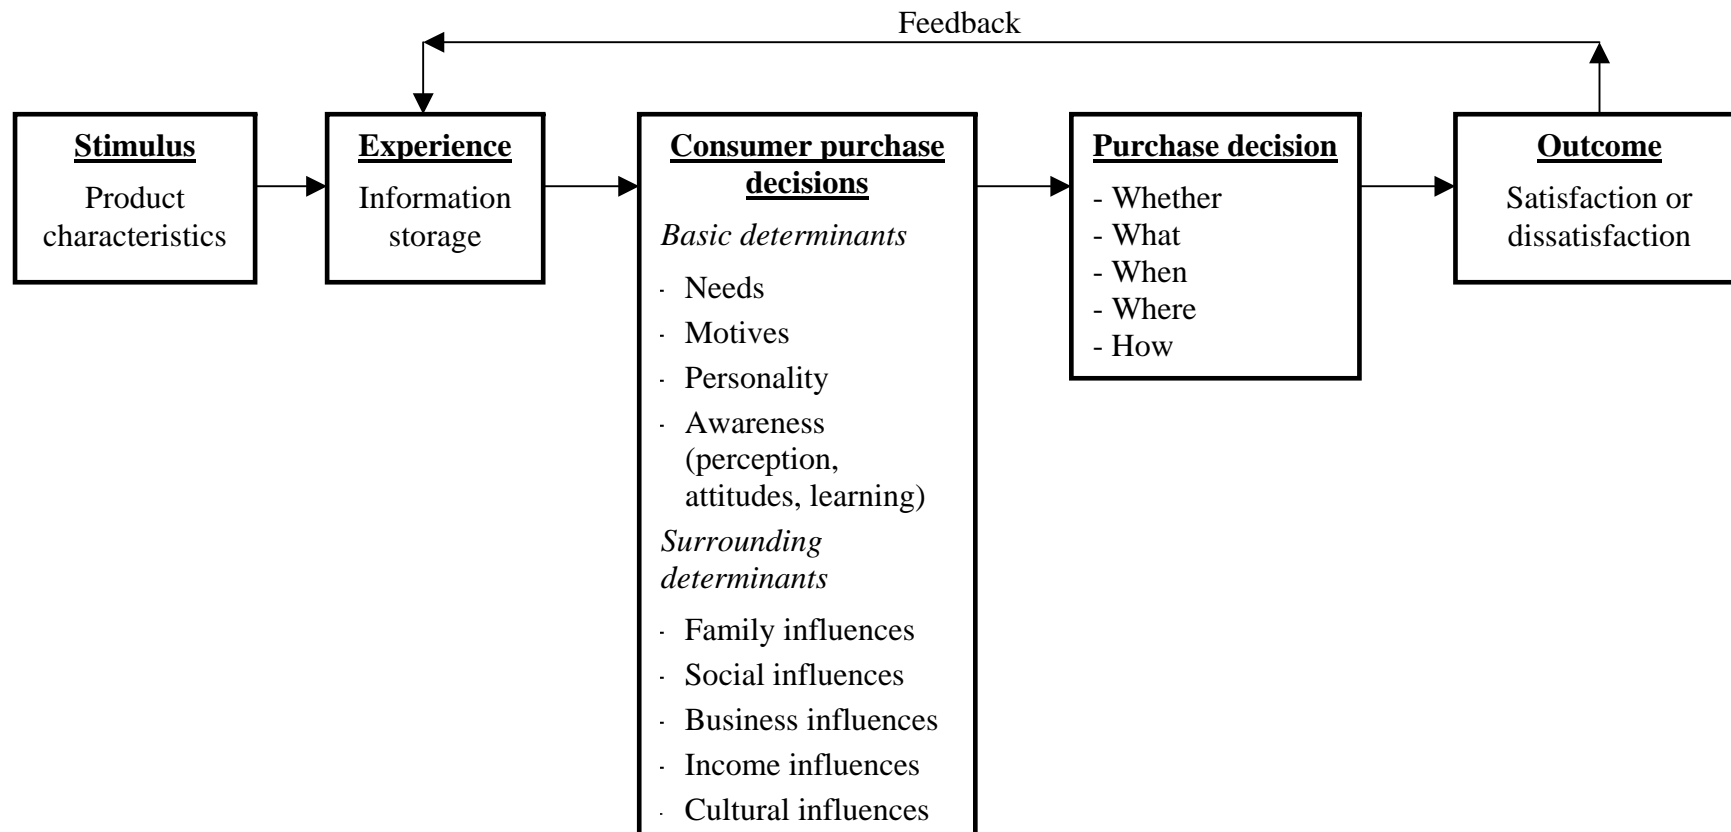 Feedback
Stimulus
Product
characteristics
Experience
Information
storage
Consumer purchase
decisions
Basic determinants
- Needs
- Motives
- Personality
- Awareness
(perception,
attitudes, learning)
Surrounding
determinants
- Family influences
- Social influences
- Business influences
- Income influences
- Cultural influences
Purchase decision
- Whether
- What
- When
- Where
- How
Outcome
Satisfaction or
dissatisfaction